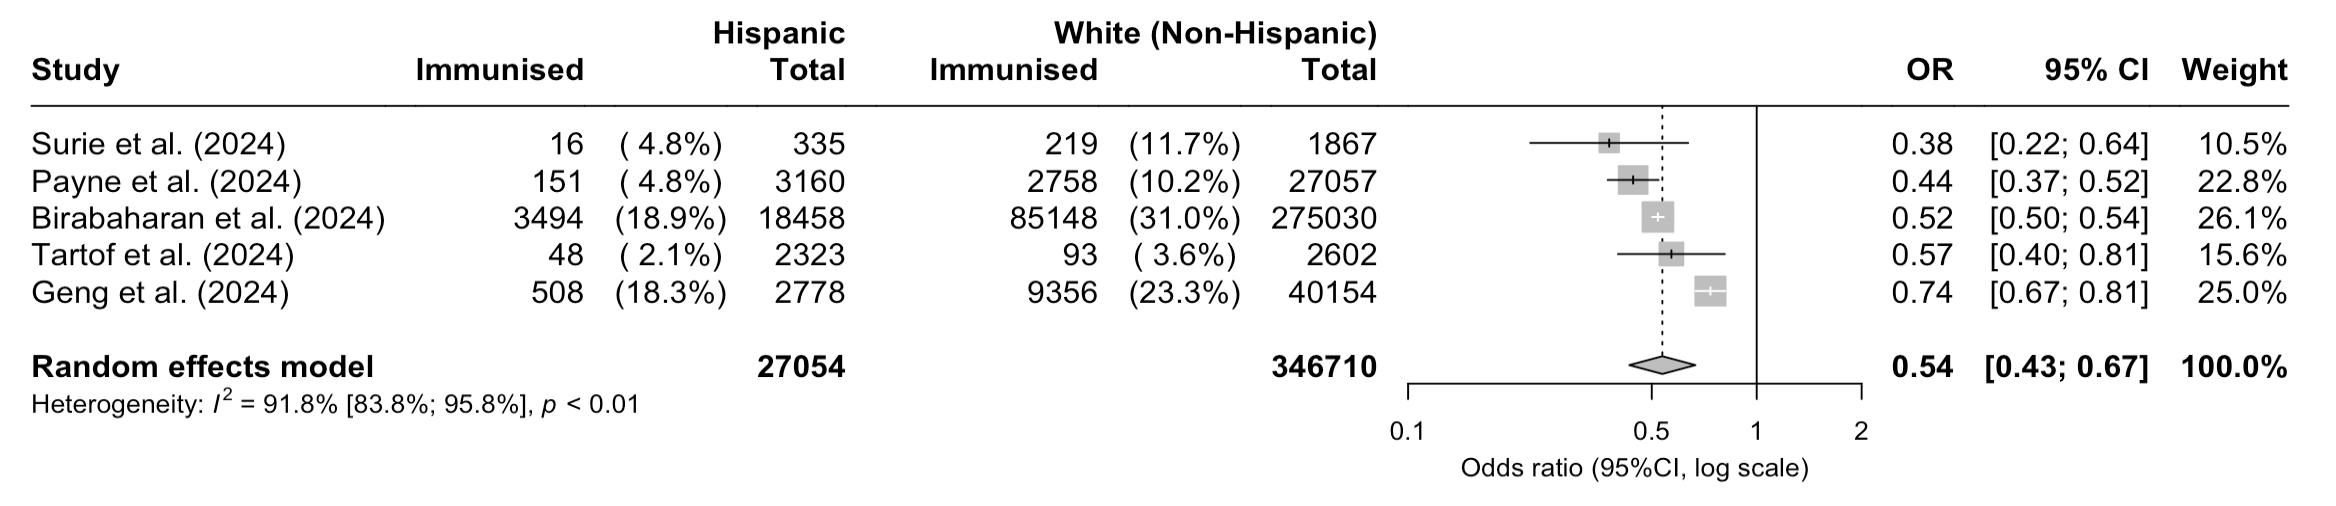 Hispanic White (Non-Hispanic)
Study Immunised Total Immunised Total OR 95% CI Weight
Surie et al. (2024) 16 ( 4.8%) 335 219 (11.7%) 1867 0.38 [0.22; 0.64] 10.5%
Payne et al. (2024) 151 ( 4.8%) 3160 2758 (10.2%) 27057 0.44 [0.37; 0.52] 22.8%
Birabaharan et al. (2024) 3494 (18.9%) 18458 85148 (31.0%) 275030 0.52 [0.50; 0.54] 26.1%
Tartof et al. (2024) 48 ( 2.1%) 2323 93 ( 3.6%) 2602 0.57 [0.40; 0.81] 15.6%
Geng et al. (2024) 508 (18.3%) 2778 9356 (23.3%) 40154 0.74 [0.67; 0.81] 25.0%
Random effects model 27054 346710 0.54 [0.43; 0.67] 100.0%
Heterogeneity: I² = 91.8% [83.8%; 95.8%], p < 0.01
0.1 0.5 1 2
Odds ratio (95%CI, log scale)